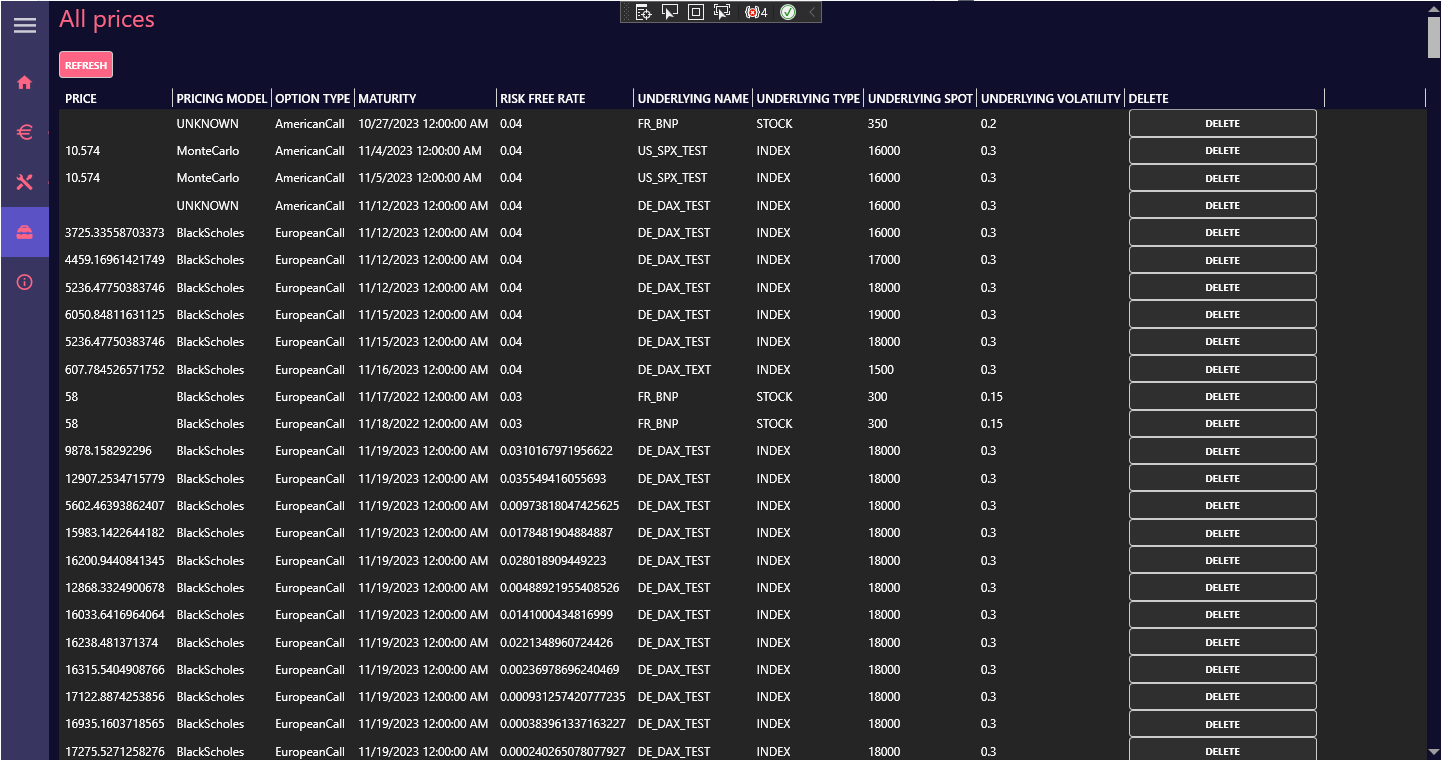 4
All prices
REFRESH
PRICE PRICING MODEL OPTION TYPE MATURITY RISK FREE RATE UNDERLYING NAME UNDERLYING TYPE UNDERLYING SPOT UNDERLYING VOLATILITY DELETE
UNKNOWN AmericanCall 10/27/2023 12:00:00 AM 0.04 FR_BNP STOCK 350 0.2 DELETE
10.574 MonteCarlo AmericanCall 11/4/2023 12:00:00 AM 0.04 US_SPX_TEST INDEX 16000 0.3 DELETE
10.574 MonteCarlo AmericanCall 11/5/2023 12:00:00 AM 0.04 US_SPX_TEST INDEX 16000 0.3 DELETE
UNKNOWN AmericanCall 11/12/2023 12:00:00 AM 0.04 DE_DAX_TEST INDEX 16000 0.3 DELETE
3725.33558703373 BlackScholes EuropeanCall 11/12/2023 12:00:00 AM 0.04 DE_DAX_TEST INDEX 16000 0.3 DELETE
4459.16961421749 BlackScholes EuropeanCall 11/12/2023 12:00:00 AM 0.04 DE_DAX_TEST INDEX 17000 0.3 DELETE
5236.47750383746 BlackScholes EuropeanCall 11/12/2023 12:00:00 AM 0.04 DE_DAX_TEST INDEX 18000 0.3 DELETE
6050.84811631125 BlackScholes EuropeanCall 11/15/2023 12:00:00 AM 0.04 DE_DAX_TEST INDEX 19000 0.3 DELETE
5236.47750383746 BlackScholes EuropeanCall 11/15/2023 12:00:00 AM 0.04 DE_DAX_TEST INDEX 18000 0.3 DELETE
607.784526571752 BlackScholes EuropeanCall 11/16/2023 12:00:00 AM 0.04 DE_DAX_TEXT INDEX 1500 0.3 DELETE
58 BlackScholes EuropeanCall 11/17/2022 12:00:00 AM 0.03 FR_BNP STOCK 300 0.15 DELETE
58 BlackScholes EuropeanCall 11/18/2022 12:00:00 AM 0.03 FR_BNP STOCK 300 0.15 DELETE
9878.158292296 BlackScholes EuropeanCall 11/19/2023 12:00:00 AM 0.0310167971956622 DE_DAX_TEST INDEX 18000 0.3 DELETE
12907.2534715779 BlackScholes EuropeanCall 11/19/2023 12:00:00 AM 0.035549416055693 DE_DAX_TEST INDEX 18000 0.3 DELETE
5602.46393862407 BlackScholes EuropeanCall 11/19/2023 12:00:00 AM 0.00973818047425625 DE_DAX_TEST INDEX 18000 0.3 DELETE
15983.1422644182 BlackScholes EuropeanCall 11/19/2023 12:00:00 AM 0.0178481904884887 DE_DAX_TEST INDEX 18000 0.3 DELETE
16200.9440841345 BlackScholes EuropeanCall 11/19/2023 12:00:00 AM 0.028018909449223 DE_DAX_TEST INDEX 18000 0.3 DELETE
12868.3324900678 BlackScholes EuropeanCall 11/19/2023 12:00:00 AM 0.00488921955408526 DE_DAX_TEST INDEX 18000 0.3 DELETE
16033.6416964064 BlackScholes EuropeanCall 11/19/2023 12:00:00 AM 0.0141000434816999 DE_DAX_TEST INDEX 18000 0.3 DELETE
16238.481371374 BlackScholes EuropeanCall 11/19/2023 12:00:00 AM 0.0221348960724426 DE_DAX_TEST INDEX 18000 0.3 DELETE
16315.5404908766 BlackScholes EuropeanCall 11/19/2023 12:00:00 AM 0.00236978696240469 DE_DAX_TEST INDEX 18000 0.3 DELETE
17122.8874253856 BlackScholes EuropeanCall 11/19/2023 12:00:00 AM 0.000931257420777235 DE_DAX_TEST INDEX 18000 0.3 DELETE
16935.1603718565 BlackScholes EuropeanCall 11/19/2023 12:00:00 AM 0.000383961337163227 DE_DAX_TEST INDEX 18000 0.3 DELETE
17275.5271258276 BlackScholes EuropeanCall 11/19/2023 12:00:00 AM 0.000240265078077927 DE_DAX_TEST INDEX 18000 0.3 DELETE